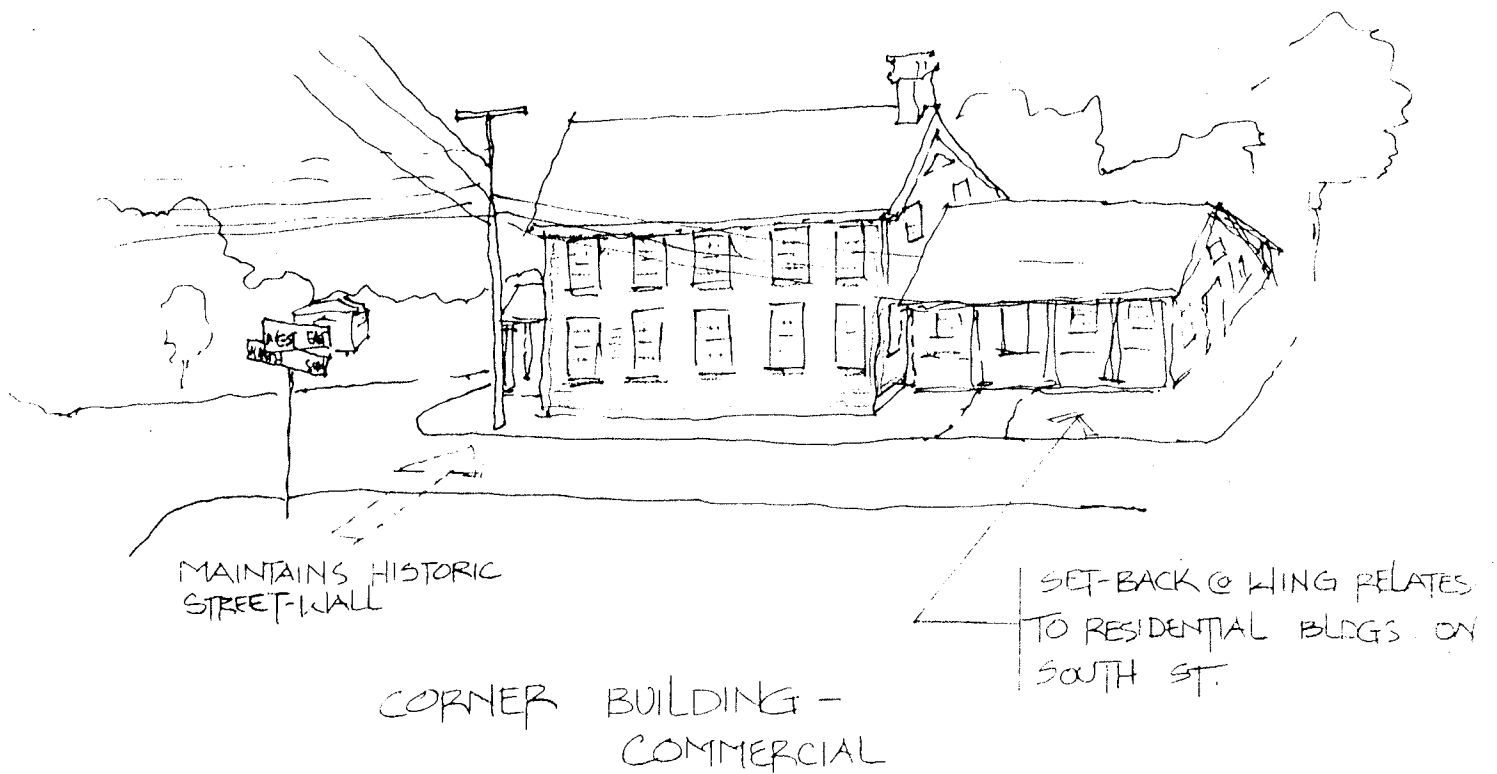 MAINTAINS HISTORIC
STREET-WALL
SET-BACK @ WING RELATES
TO RESIDENTIAL BLDGS ON
SOUTH ST.
CORNER BUILDING -
COMMERCIAL